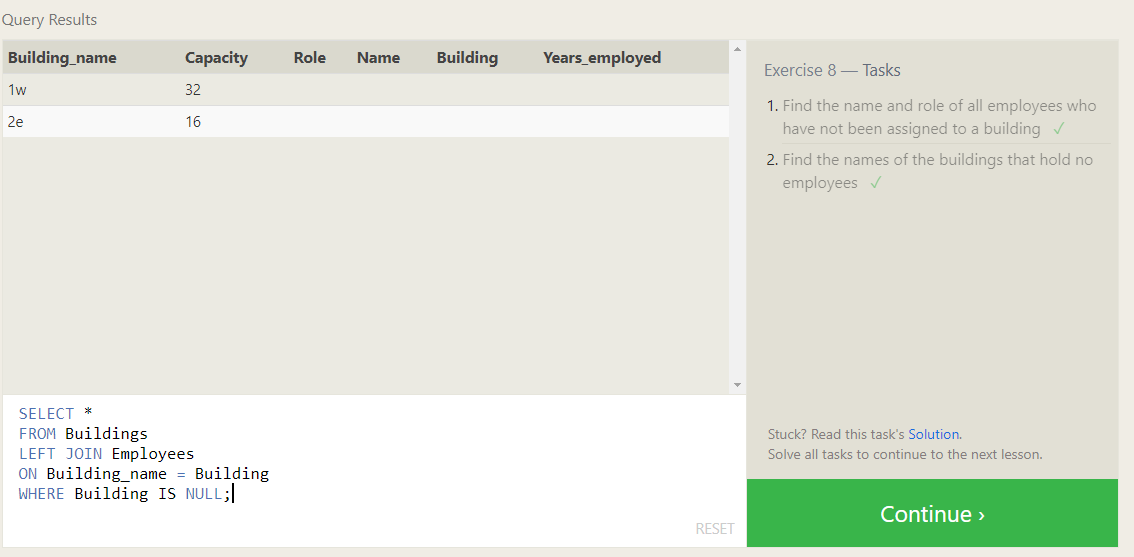 Query Results
Building_name Capacity Role Name Building Years_employed
1w 32
2e 16
SELECT *
FROM Buildings
LEFT JOIN Employees
ON Building_name = Building
WHERE Building IS NULL;
RESET
Exercise 8 — Tasks
1. Find the name and role of all employees who
have not been assigned to a building ✓
2. Find the names of the buildings that hold no
employees ✓
Stuck? Read this task's Solution.
Solve all tasks to continue to the next lesson.
Continue ›